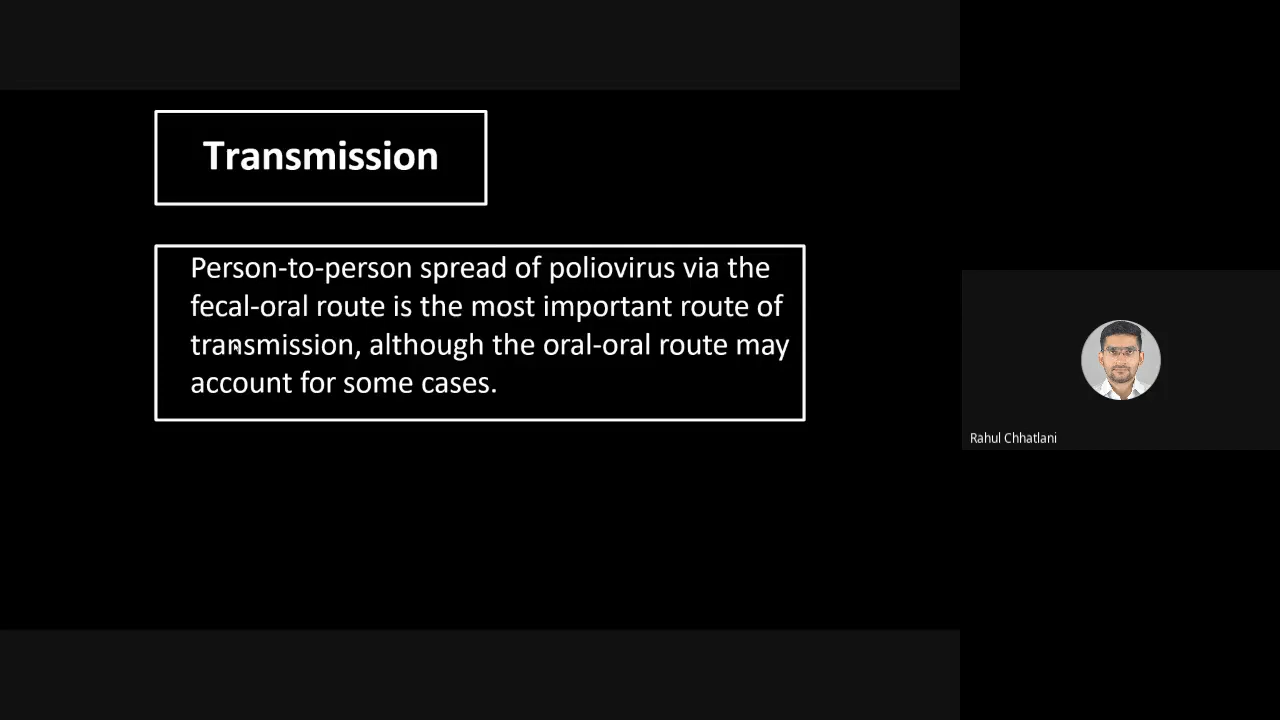 Transmission
Person-to-person spread of poliovirus via the
fecal-oral route is the most important route of
transmission, although the oral-oral route may
account for some cases.
Rahul Chhatlani